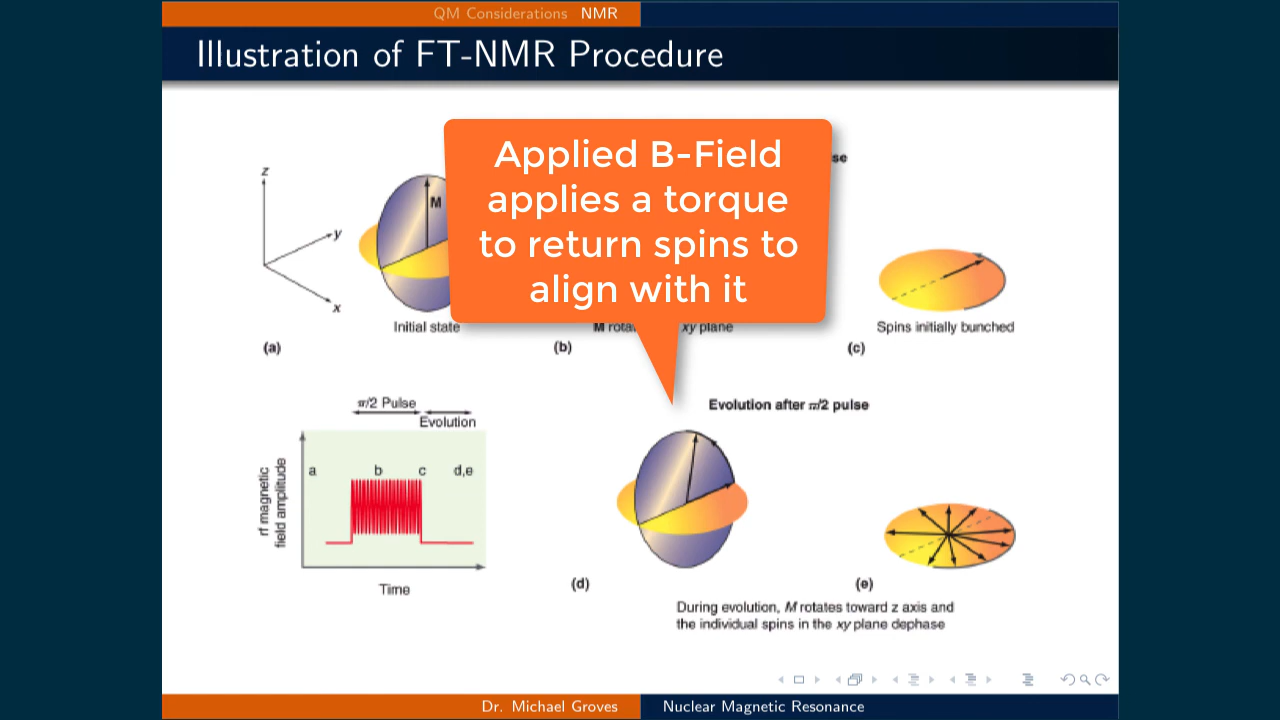 QM Considerations NMR
Illustration of FT-NMR Procedure
Applied B-Field
applies a torque
to return spins to
align with it
z
y
x
M
Initial state
(a)
xy plane
(b)
Spins initially bunched
(c)
π/2 Pulse
Evolution
a b c d,e
rf magnetic
field amplitude
Time
Evolution after π/2 pulse
(d)
(e)
During evolution, M rotates toward z axis and
the individual spins in the xy plane dephase
Dr. Michael Groves Nuclear Magnetic Resonance